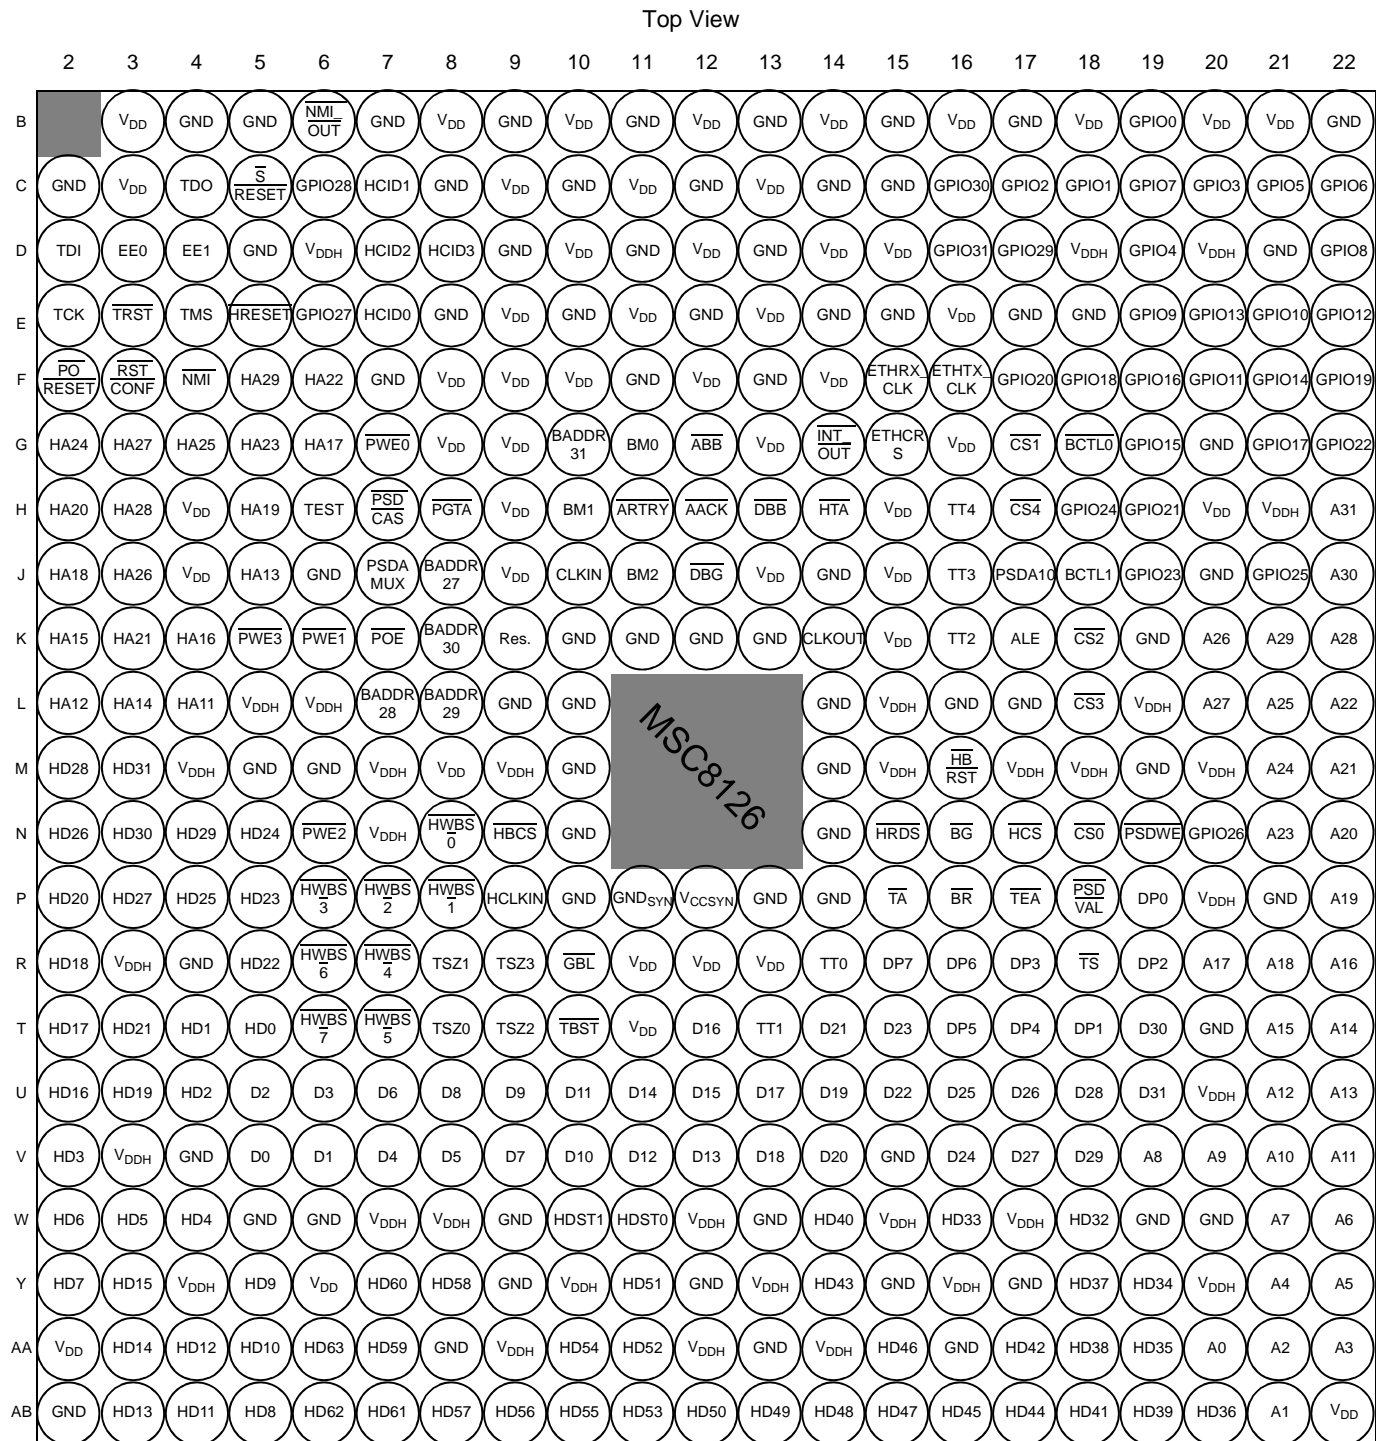 Top View
2 3 4 5 6 7 8 9 10 11 12 13 14 15 16 17 18 19 20 21 22
B VDD GND GND NMI_OUT GND VDD GND VDD GND VDD GND VDD GND VDD GND VDD GPIO0 VDD VDD GND
C GND VDD TDO SRESET GPIO28 HCID1 GND VDD GND VDD GND VDD GND GND GPIO30 GPIO2 GPIO1 GPIO7 GPIO3 GPIO5 GPIO6
D TDI EE0 EE1 GND VDDH HCID2 HCID3 GND VDD GND VDD GND VDD VDD GPIO31 GPIO29 VDDH GPIO4 VDDH GND GPIO8
E TCK TRST TMS HRESET GPIO27 HCID0 GND VDD GND VDD GND VDD GND GND VDD GND GND GPIO9 GPIO13 GPIO10 GPIO12
F PO RESET RST CONF NMI HA29 HA22 GND VDD VDD VDD GND VDD GND VDD ETHRX_CLK ETHTX_CLK GPIO20 GPIO18 GPIO16 GPIO11 GPIO14 GPIO19
G HA24 HA27 HA25 HA23 HA17 PWE0 VDD VDD BADDR31 BM0 ABB VDD INT_OUT ETHCRS VDD CS1 BCTL0 GPIO15 GND GPIO17 GPIO22
H HA20 HA28 VDD HA19 TEST PSD CAS PGTA VDD BM1 ARTRY AACK DBB HTA VDD TT4 CS4 GPIO24 GPIO21 VDD VDDH A31
J HA18 HA26 VDD HA13 GND PSDAMUX BADDR27 VDD CLKIN BM2 DBG VDD GND VDD TT3 PSDA10 BCTL1 GPIO23 GND GPIO25 A30
K HA15 HA21 HA16 PWE3 PWE1 POE BADDR30 Res. GND GND GND GND CLKOUT VDD TT2 ALE CS2 GND A26 A29 A28
L HA12 HA14 HA11 VDDH VDDH BADDR28 BADDR29 GND GND GND VDDH GND GND CS3 VDDH A27 A25 A22
MSC8126
M HD28 HD31 VDDH GND GND VDDH VDD VDDH GND GND VDDH HB RST VDDH VDDH GND VDDH A24 A21
N HD26 HD30 HD29 HD24 PWE2 VDDH HWBS0 HBCS GND GND HRDS BG HCS CS0 PSDWE GPIO26 A23 A20
P HD20 HD27 HD25 HD23 HWBS3 HWBS2 HWBS1 HCLKIN GND GNDSYN VCCSYN GND GND TA BR TEA PSD VAL DP0 VDDH GND A19
R HD18 VDDH GND HD22 HWBS6 HWBS4 TSZ1 TSZ3 GBL VDD VDD VDD TT0 DP7 DP6 DP3 TS DP2 A17 A18 A16
T HD17 HD21 HD1 HD0 HWBS7 HWBS5 TSZ0 TSZ2 TBST VDD D16 TT1 D21 D23 DP5 DP4 DP1 D30 GND A15 A14
U HD16 HD19 HD2 D2 D3 D6 D8 D9 D11 D14 D15 D17 D19 D22 D25 D26 D28 D31 VDDH A12 A13
V HD3 VDDH GND D0 D1 D4 D5 D7 D10 D12 D13 D18 D20 GND D24 D27 D29 A8 A9 A10 A11
W HD6 HD5 HD4 GND GND VDDH VDDH GND HDST1 HDST0 VDDH GND HD40 VDDH HD33 VDDH HD32 GND GND A7 A6
Y HD7 HD15 VDDH HD9 VDD HD60 HD58 GND VDDH HD51 GND VDDH HD43 GND VDDH GND HD37 HD34 VDDH A4 A5
AA VDD HD14 HD12 HD10 HD63 HD59 GND VDDH HD54 HD52 VDDH GND VDDH HD46 GND HD42 HD38 HD35 A0 A2 A3
AB GND HD13 HD11 HD8 HD62 HD61 HD57 HD56 HD55 HD53 HD50 HD49 HD48 HD47 HD45 HD44 HD41 HD39 HD36 A1 VDD